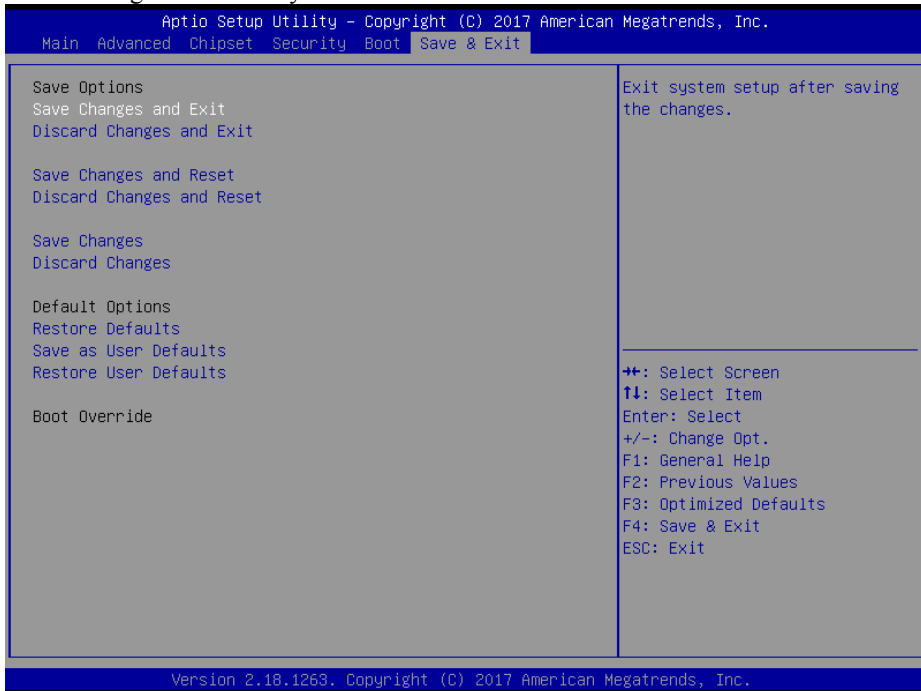 Aptio Setup Utility – Copyright (C) 2017 American Megatrends, Inc.
Main Advanced Chipset Security Boot Save & Exit
Save Options
Save Changes and Exit
Discard Changes and Exit
Save Changes and Reset
Discard Changes and Reset
Save Changes
Discard Changes
Default Options
Restore Defaults
Save as User Defaults
Restore User Defaults
Boot Override
Exit system setup after saving
the changes.
→←: Select Screen
↑↓: Select Item
Enter: Select
+/-: Change Opt.
F1: General Help
F2: Previous Values
F3: Optimized Defaults
F4: Save & Exit
ESC: Exit
Version 2.18.1263. Copyright (C) 2017 American Megatrends, Inc.